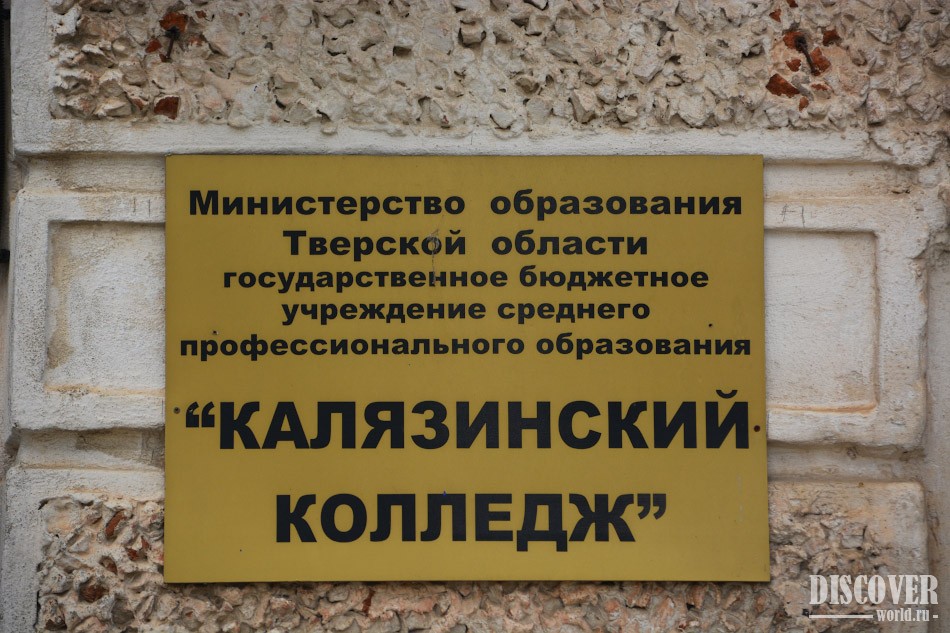 Министерство образования
Тверской области
государственное бюджетное
учреждение среднего
профессионального образования
“КАЛЯЗИНСКИЙ
КОЛЛЕДЖ”
DISCOVER
world.ru